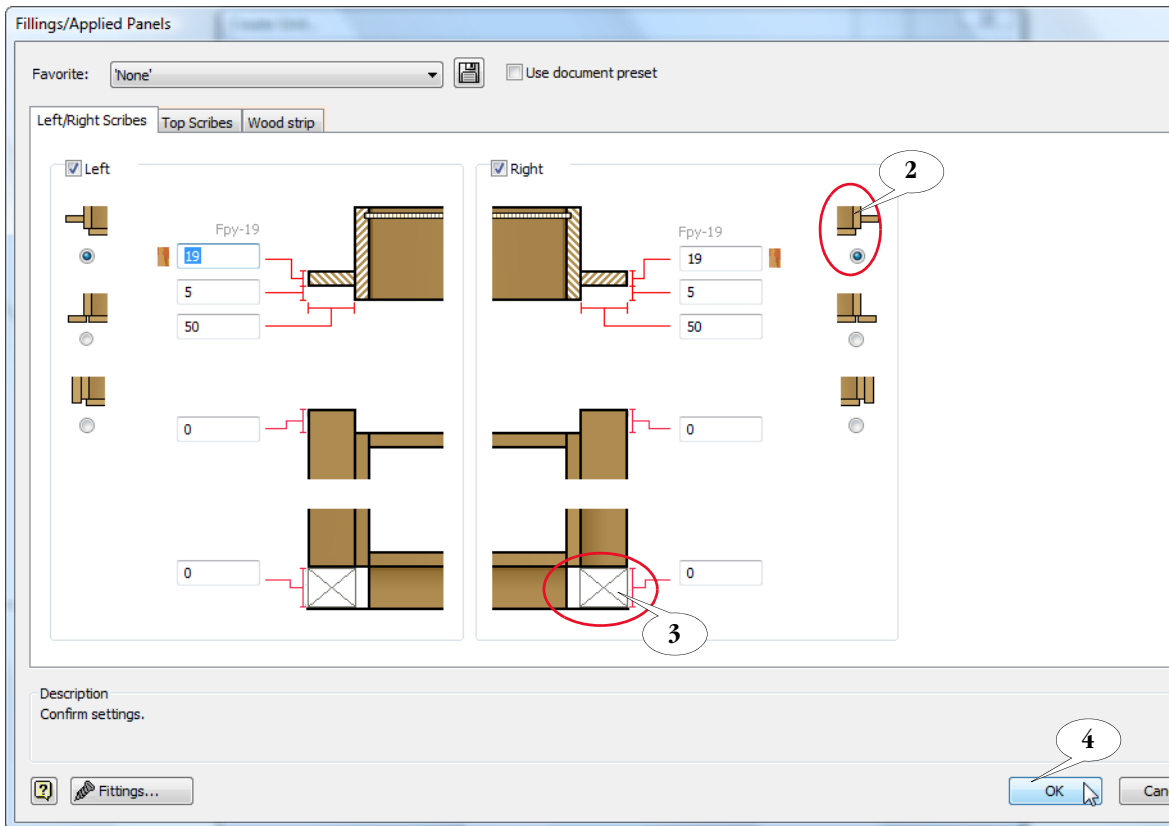 Fillings/Applied Panels
Favorite: 'None' Use document preset
Left/Right Scribes Top Scribes Wood strip
Left
Fpy-19
19
5
50
0
0
Right
2
Fpy-19
19
5
50
0
0
3
Description
Confirm settings.
4
Fittings...
OK